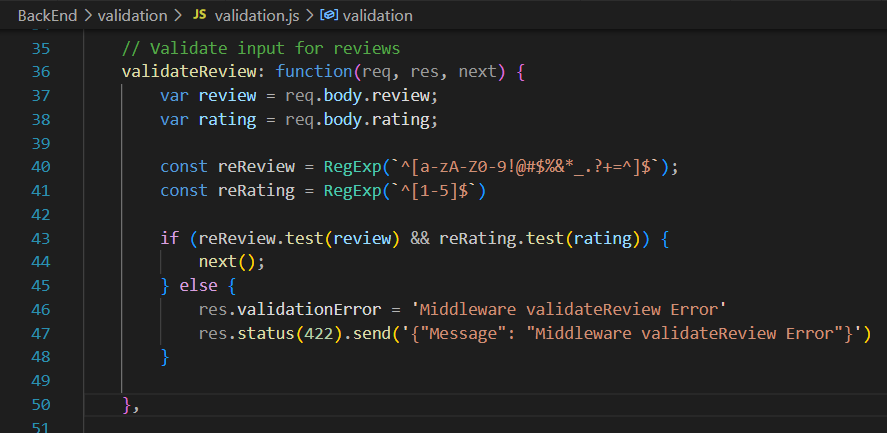 BackEnd > validation > JS validation.js > validation
35 // Validate input for reviews
36 validateReview: function(req, res, next) {
37 var review = req.body.review;
38 var rating = req.body.rating;
39
40 const reReview = RegExp(`^[a-zA-Z0-9!@#$%&*_.?+=^]$`);
41 const reRating = RegExp(`^[1-5]$`)
42
43 if (reReview.test(review) && reRating.test(rating)) {
44 next();
45 } else {
46 res.validationError = 'Middleware validateReview Error'
47 res.status(422).send('{"Message": "Middleware validateReview Error"}')
48 }
49
50 },
51